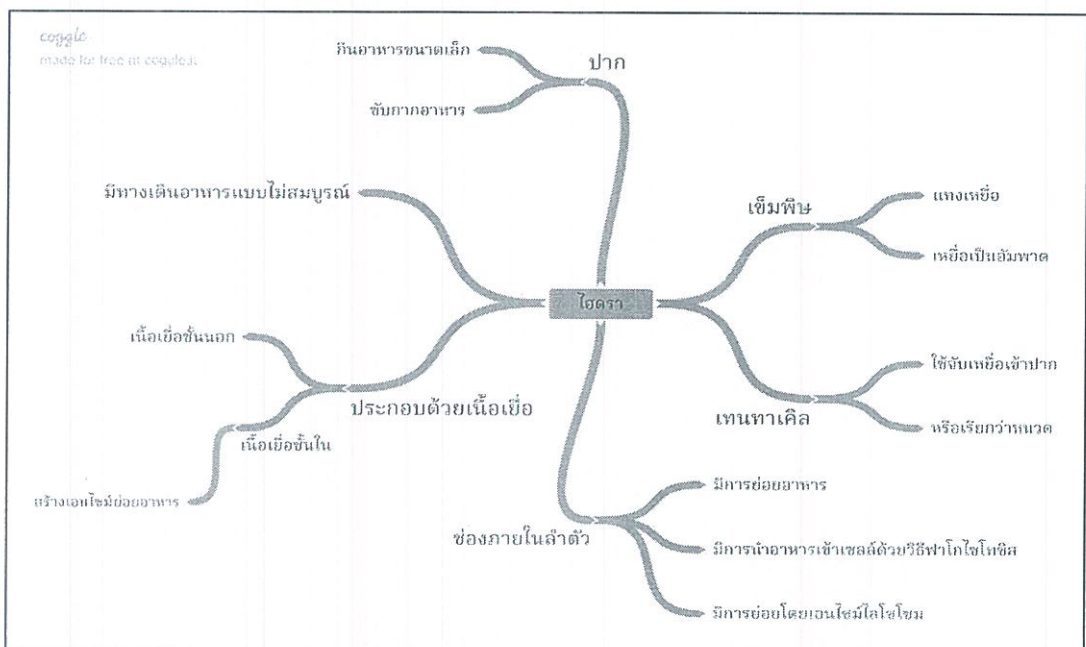 coggle
made for free at coggle.it
กินอาหารขนาดเล็ก
ปาก
ขับกากอาหาร
มีทางเดินอาหารแบบไม่สมบูรณ์
เข็มพิษ
แทงเหยื่อ
เหยื่อเป็นอัมพาต
ไฮดรา
เนื้อเยื่อชั้นนอก
ประกอบด้วยเนื้อเยื่อ
เนื้อเยื่อชั้นใน
สร้างเอนไซม์ย่อยอาหาร
เทนทาเคิล
ใช้จับเหยื่อเข้าปาก
หรือเรียกว่าหนวด
ช่องภายในลำตัว
มีการย่อยอาหาร
มีการนำอาหารเข้าเซลล์ด้วยวิธีฟาโกไซโทซิส
มีการย่อยโดยเอนไซม์ไลโซโซม